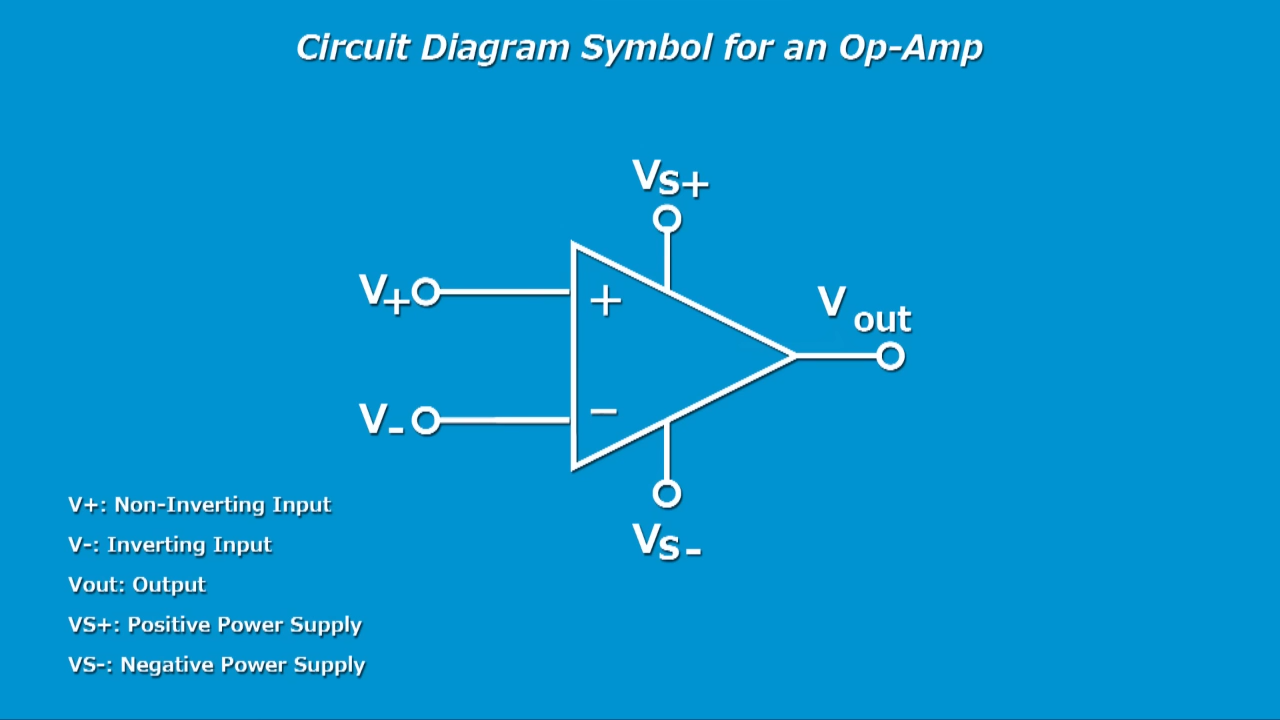 Circuit Diagram Symbol for an Op-Amp
VS+
V+
+
Vout
V-
−
VS-
V+: Non-Inverting Input
V-: Inverting Input
Vout: Output
VS+: Positive Power Supply
VS-: Negative Power Supply